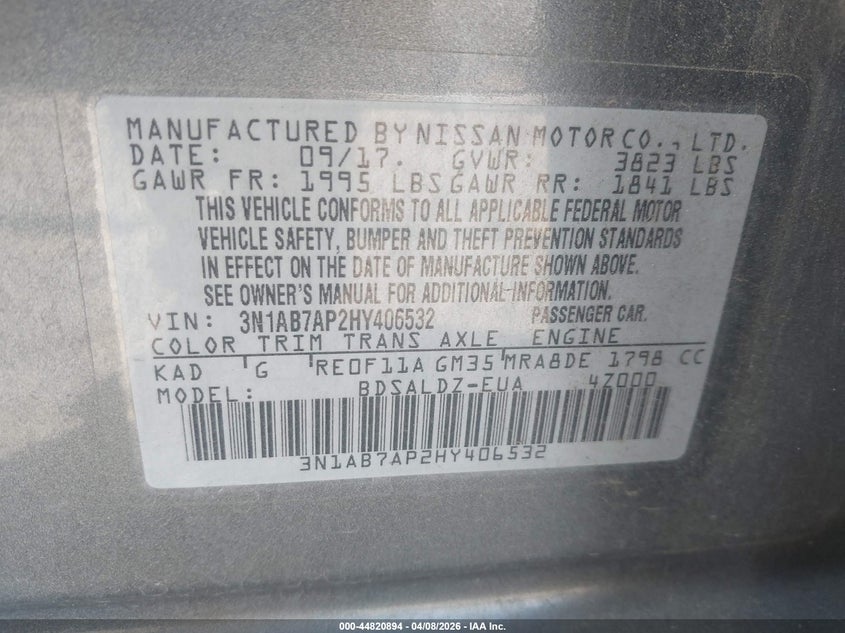 MANUFACTURED BY NISSAN MOTOR CO., LTD.
DATE: 09/17. GVWR: 3823 LBS
GAWR FR: 1995 LBS GAWR RR: 1841 LBS
THIS VEHICLE CONFORMS TO ALL APPLICABLE FEDERAL MOTOR
VEHICLE SAFETY, BUMPER AND THEFT PREVENTION STANDARDS
IN EFFECT ON THE DATE OF MANUFACTURE SHOWN ABOVE.
SEE OWNER'S MANUAL FOR ADDITIONAL INFORMATION.
VIN: 3N1AB7AP2HY406532 PASSENGER CAR.
COLOR TRIM TRANS AXLE ENGINE
KAD G RE0F11A GM35 MRA8DE 1798 CC
MODEL: BDSALDZ-EUA 4Z000
3N1AB7AP2HY406532
000-44820894 - 04/08/2026 - IAA Inc.